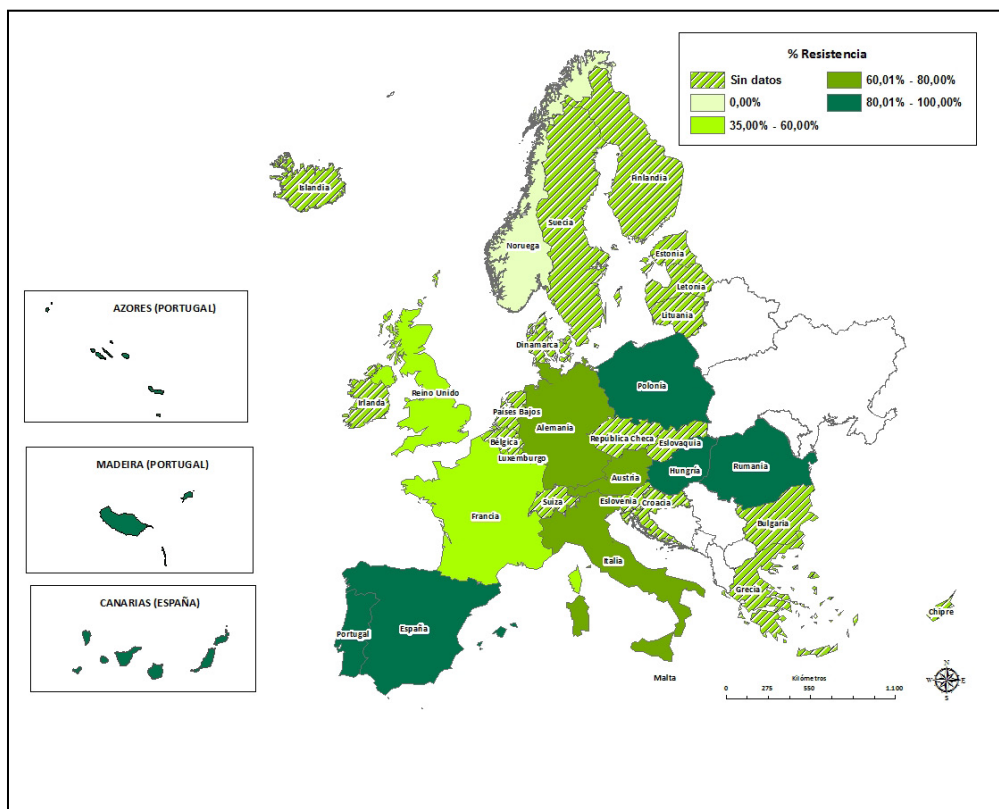 % Resistencia
Sin datos
0,00%
35,00% - 60,00%
60,01% - 80,00%
80,01% - 100,00%
Islandia
Finlandia
Suecia
Noruega
Estonia
Letonia
Lituania
AZORES (PORTUGAL)
Dinamarca
Polonia
Reino Unido
Irlanda
Países Bajos
Alemania
Bélgica
República Checa
Eslovaquia
Luxemburgo
MADEIRA (PORTUGAL)
Hungría
Rumanía
Austria
Suiza
Eslovenia
Croacia
Francia
Bulgaria
Italia
Grecia
CANARIAS (ESPAÑA)
Chipre
Portugal
España
Malta
Kilómetros
0 275 550 1.100
N
W E
S